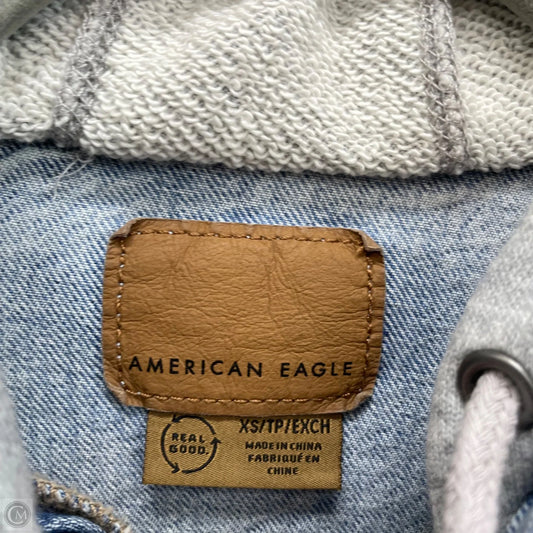 AMERICAN EAGLE
XS/TP/EXCH
REAL
GOOD.
MADE IN CHINA
FABRIQUÉ EN
CHINE
M